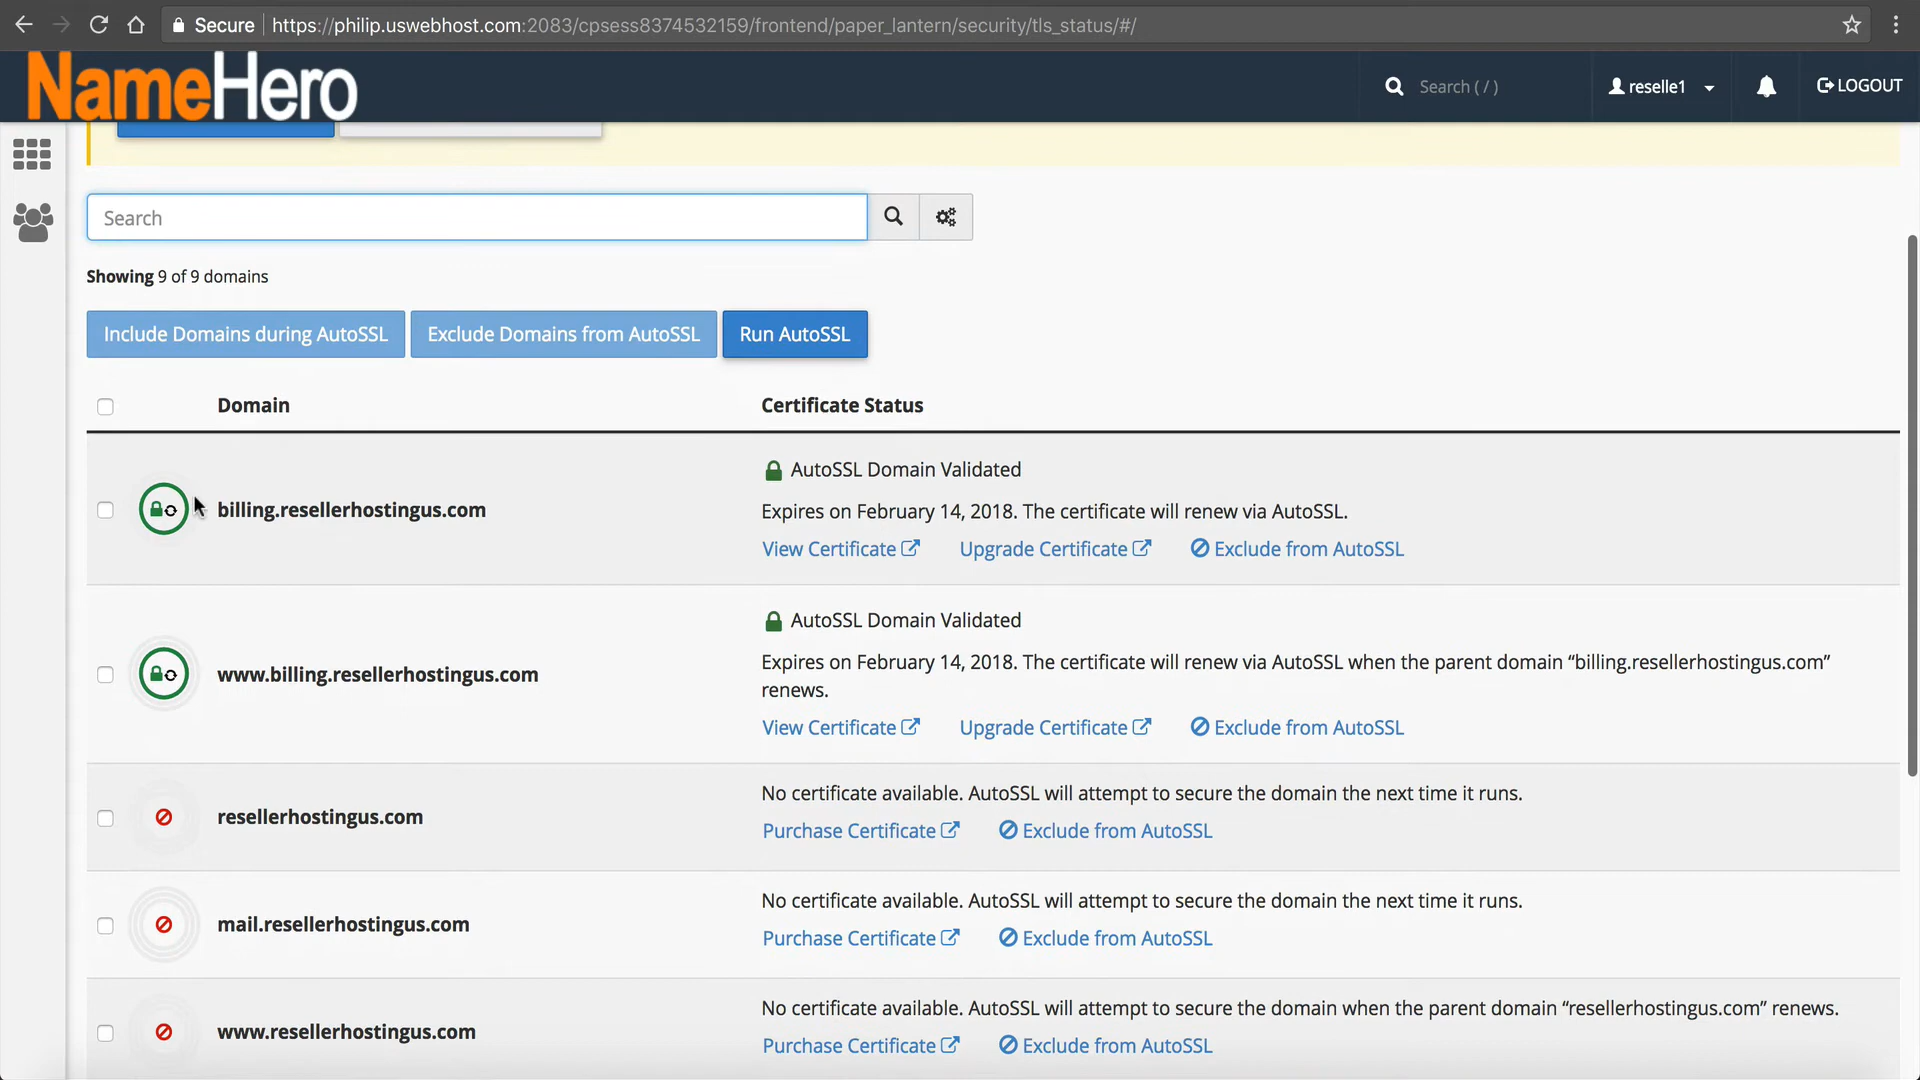 Secure https://philip.uswebhost.com:2083/cpsess8374532159/frontend/paper_lantern/security/tls_status/#/
NameHero
Search ( / )
reselle1
LOGOUT
Search
Showing 9 of 9 domains
Include Domains during AutoSSL
Exclude Domains from AutoSSL
Run AutoSSL
Domain
Certificate Status
billing.resellerhostingus.com
AutoSSL Domain Validated
Expires on February 14, 2018. The certificate will renew via AutoSSL.
View Certificate
Upgrade Certificate
Exclude from AutoSSL
www.billing.resellerhostingus.com
AutoSSL Domain Validated
Expires on February 14, 2018. The certificate will renew via AutoSSL when the parent domain “billing.resellerhostingus.com”
renews.
View Certificate
Upgrade Certificate
Exclude from AutoSSL
resellerhostingus.com
No certificate available. AutoSSL will attempt to secure the domain the next time it runs.
Purchase Certificate
Exclude from AutoSSL
mail.resellerhostingus.com
No certificate available. AutoSSL will attempt to secure the domain the next time it runs.
Purchase Certificate
Exclude from AutoSSL
www.resellerhostingus.com
No certificate available. AutoSSL will attempt to secure the domain when the parent domain “resellerhostingus.com” renews.
Purchase Certificate
Exclude from AutoSSL